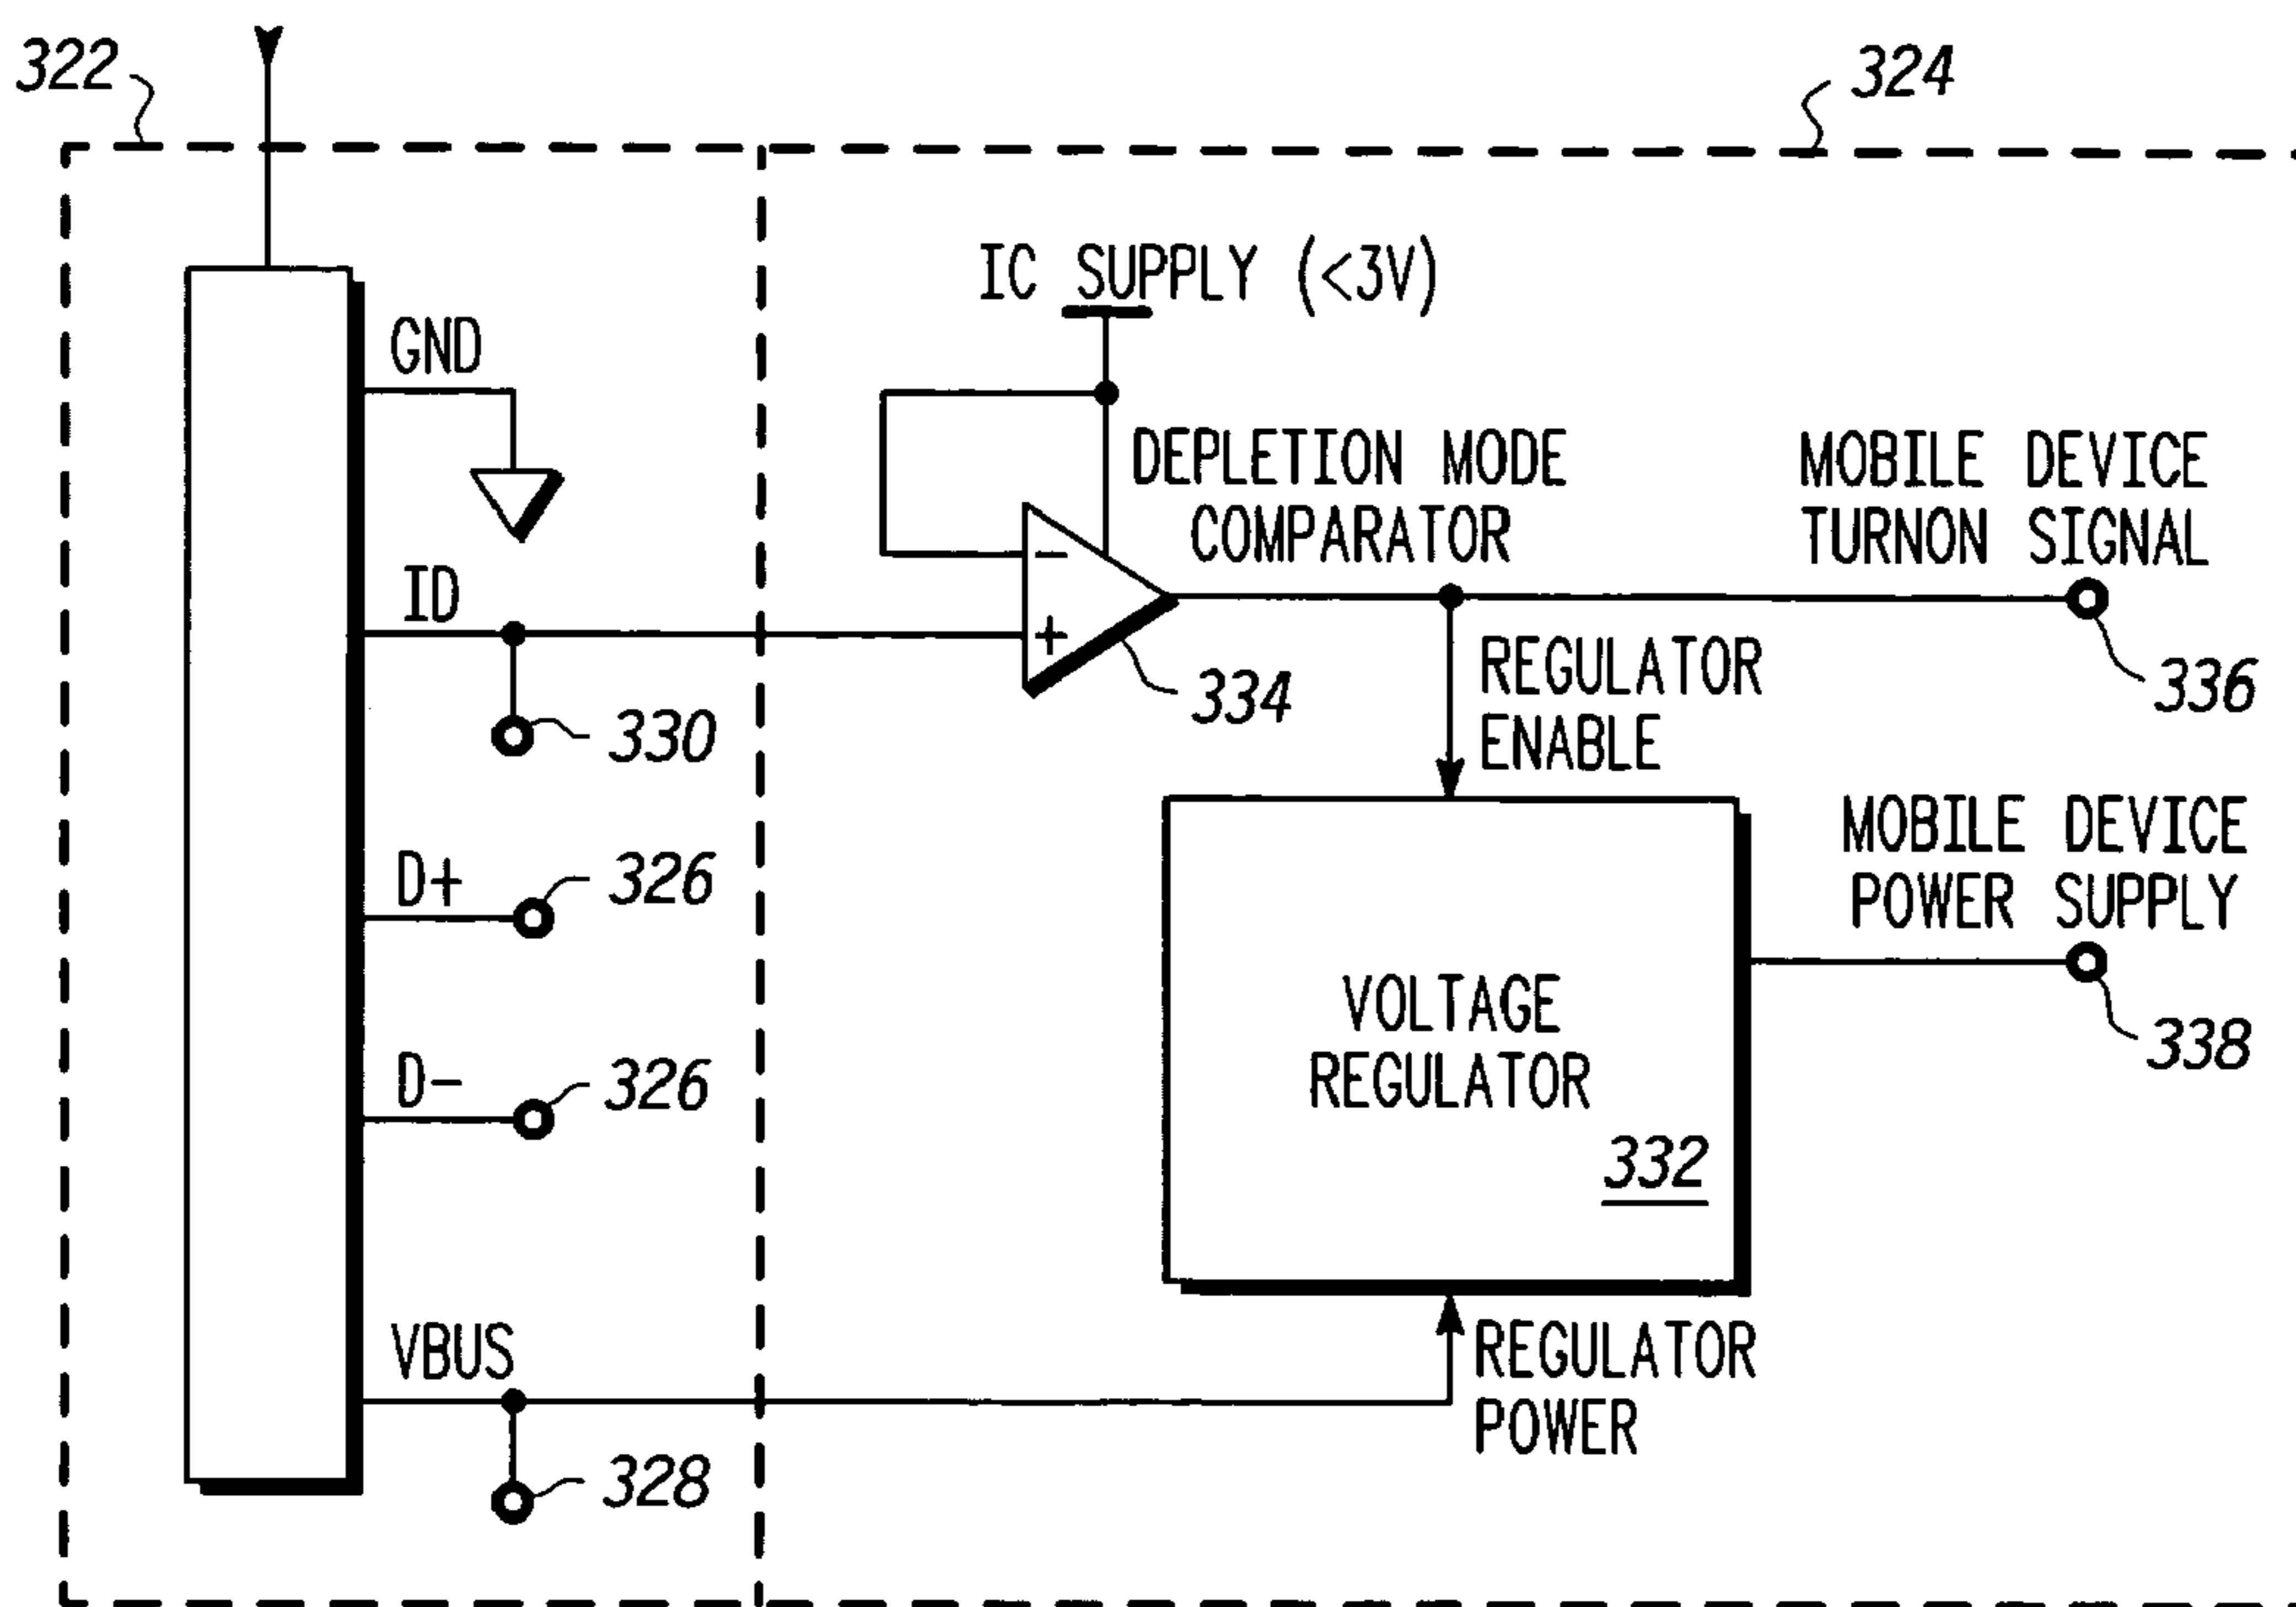 322
324
IC SUPPLY (<3V)
GND
DEPLETION MODE
COMPARATOR
MOBILE DEVICE
TURNON SIGNAL
ID
−
+
330
334
REGULATOR
ENABLE
336
D+
326
MOBILE DEVICE
POWER SUPPLY
VOLTAGE
REGULATOR
332
338
D−
326
VBUS
REGULATOR
POWER
328